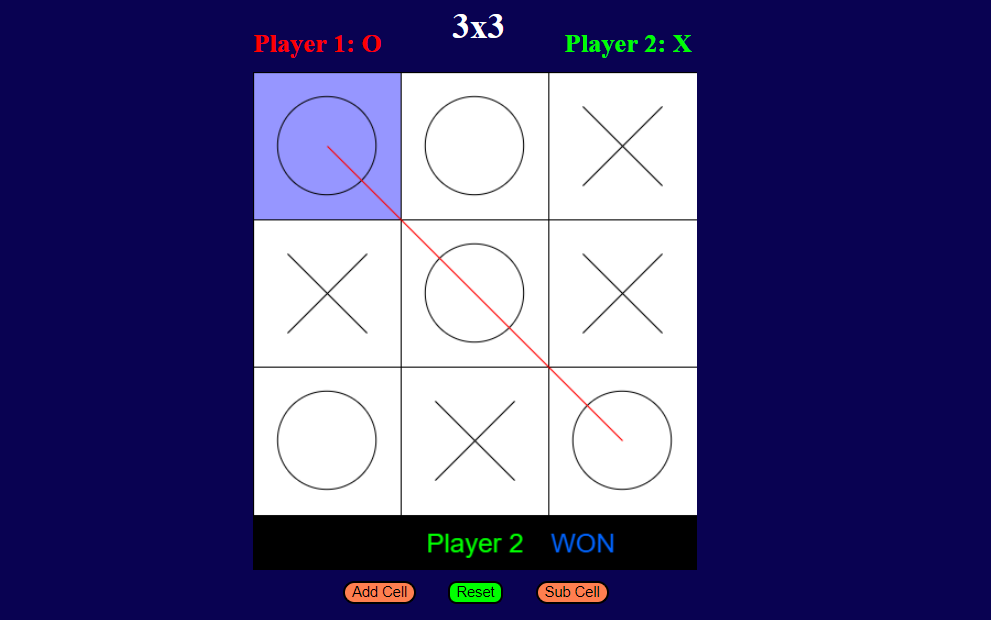 3x3
Player 1: O
Player 2: X
Player 2 WON
Add Cell
Reset
Sub Cell